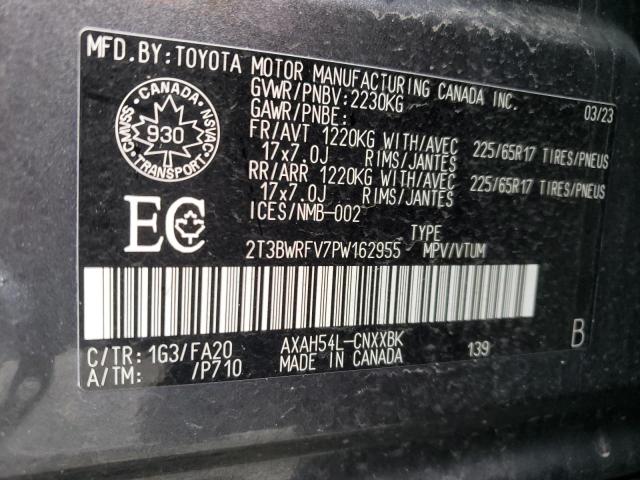 MFD.BY:TOYOTA MOTOR MANUFACTURING CANADA INC.
GVWR/PNBV:2230KG 03/23
GAWR/PNBE:
FR/AVT 1220KG WITH/AVEC 225/65R17 TIRES/PNEUS
17x7.0J RIMS/JANTES
RR/ARR 1220KG WITH/AVEC 225/65R17 TIRES/PNEUS
17x7.0J RIMS/JANTES
ICES/NMB-002
CANADA
CMVSS 930 NSVAC
TRANSPORT
EC
TYPE
2T3BWRFV7PW162955 MPV/VTUM
C/TR: 1G3/FA20 AXAH54L-CNXXBK B
A/TM: /P710 MADE IN CANADA 139